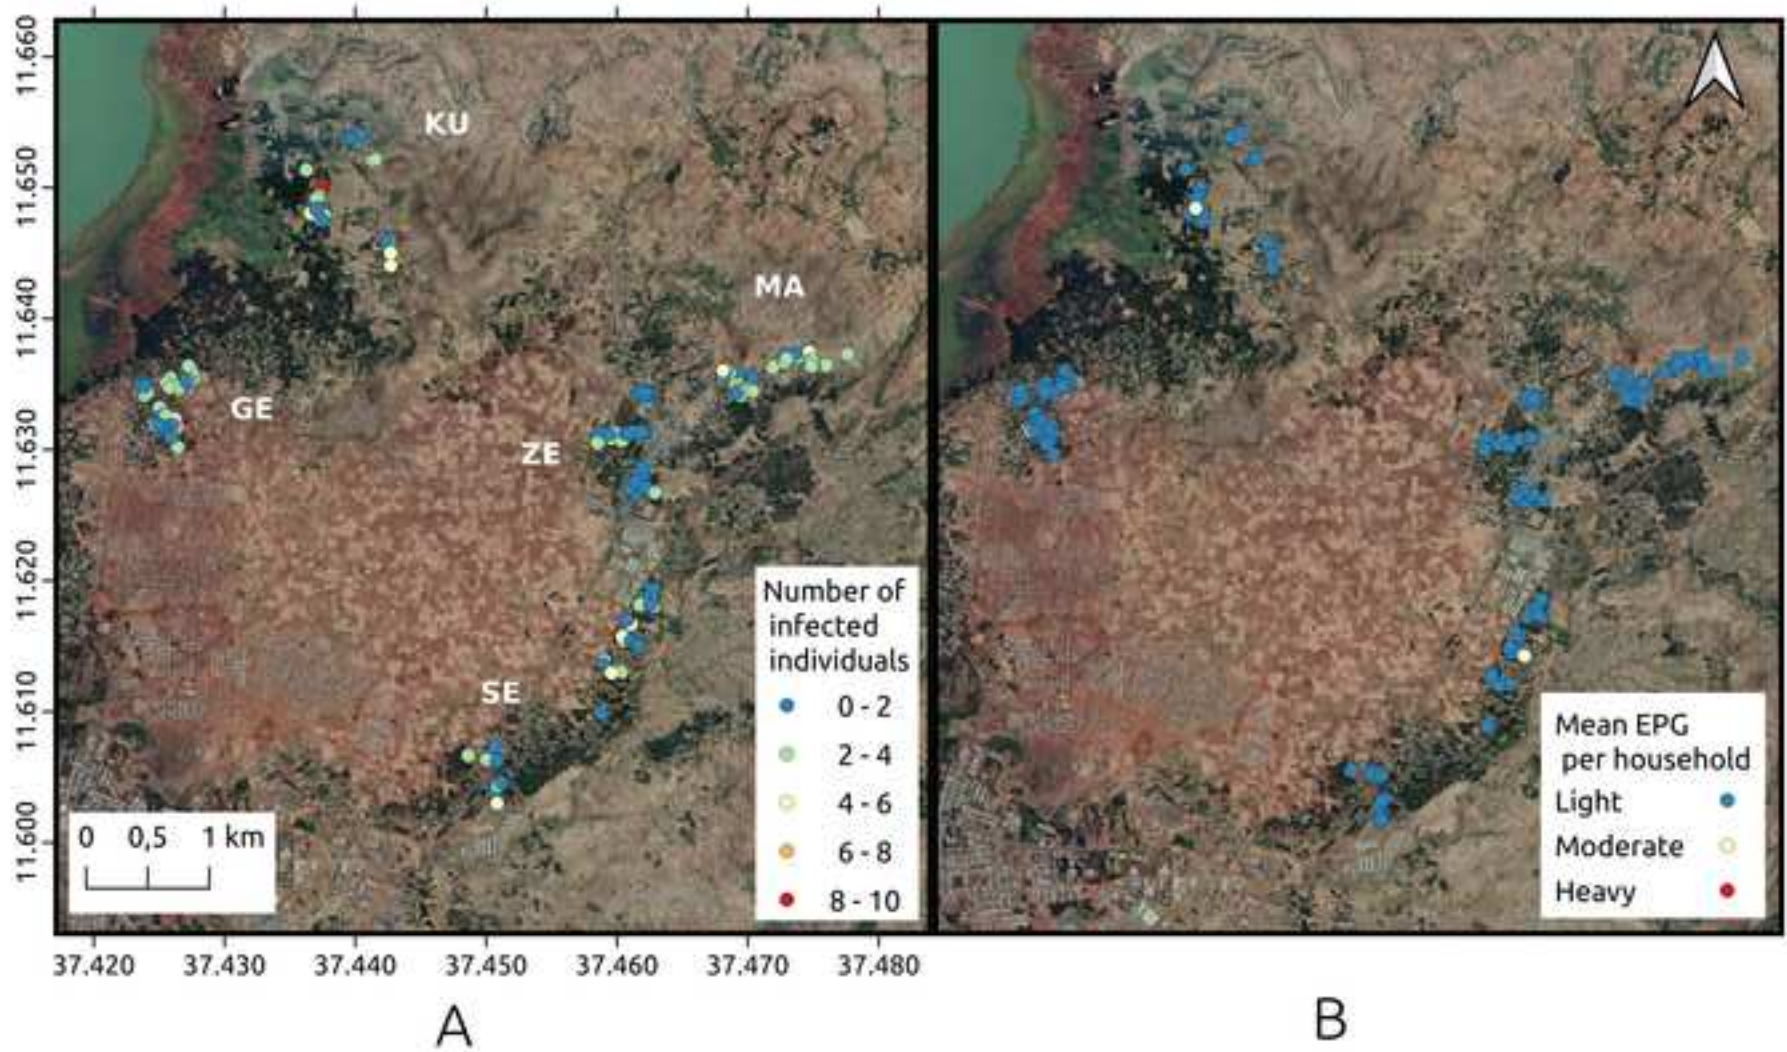 11.660
11.650
11.640
11.630
11.620
11.610
11.600
KU
MA
GE
ZE
SE
Number of
infected
individuals
0 - 2
2 - 4
4 - 6
6 - 8
8 - 10
0 0,5 1 km
37.420 37.430 37.440 37.450 37.460 37.470 37.480
A
Mean EPG
per household
Light
Moderate
Heavy
B